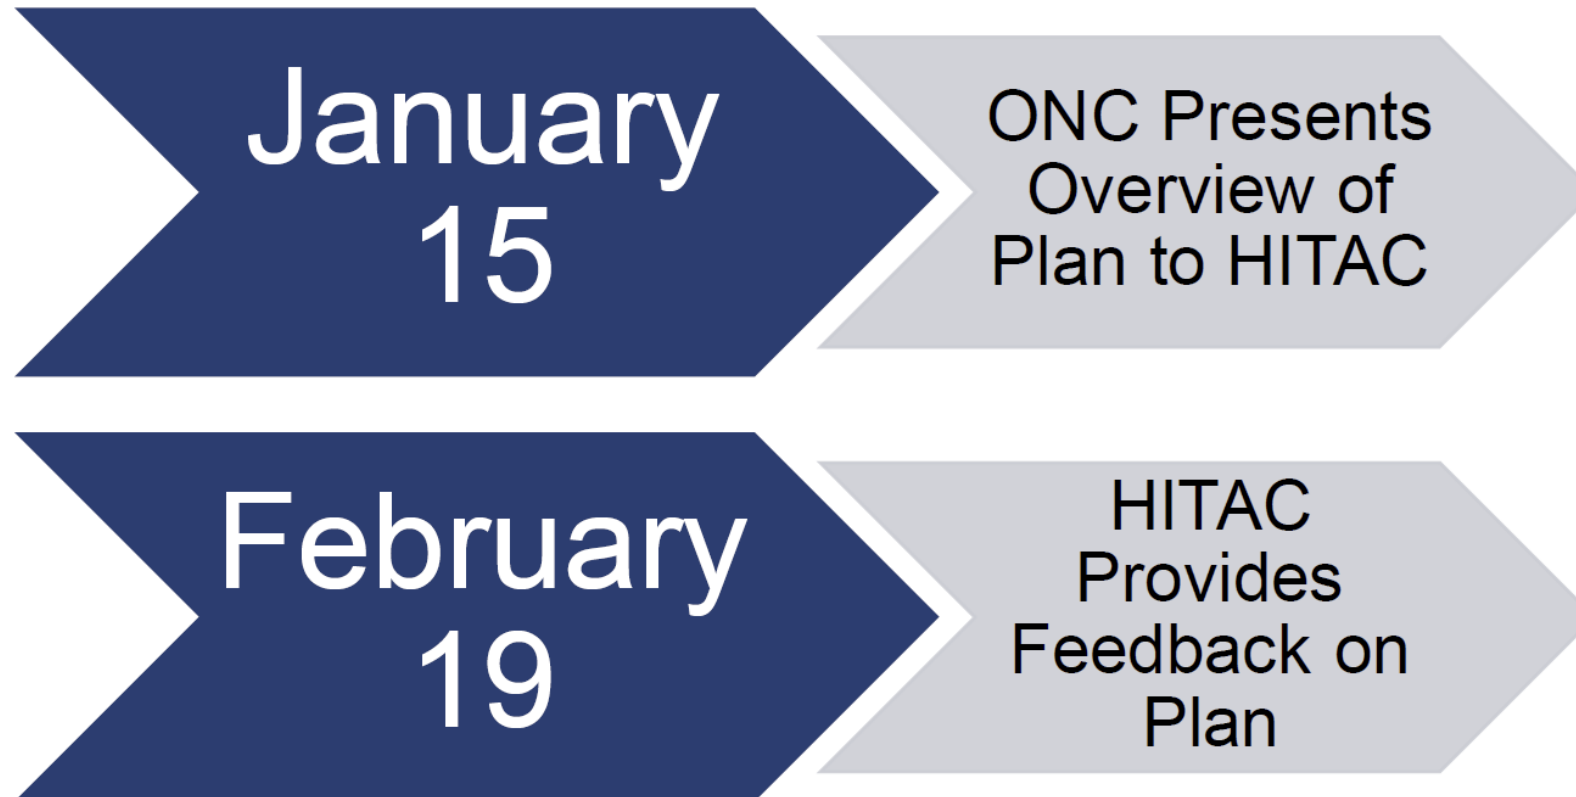 January
15
ONC Presents
Overview of
Plan to HITAC
February
19
HITAC
Provides
Feedback on
Plan